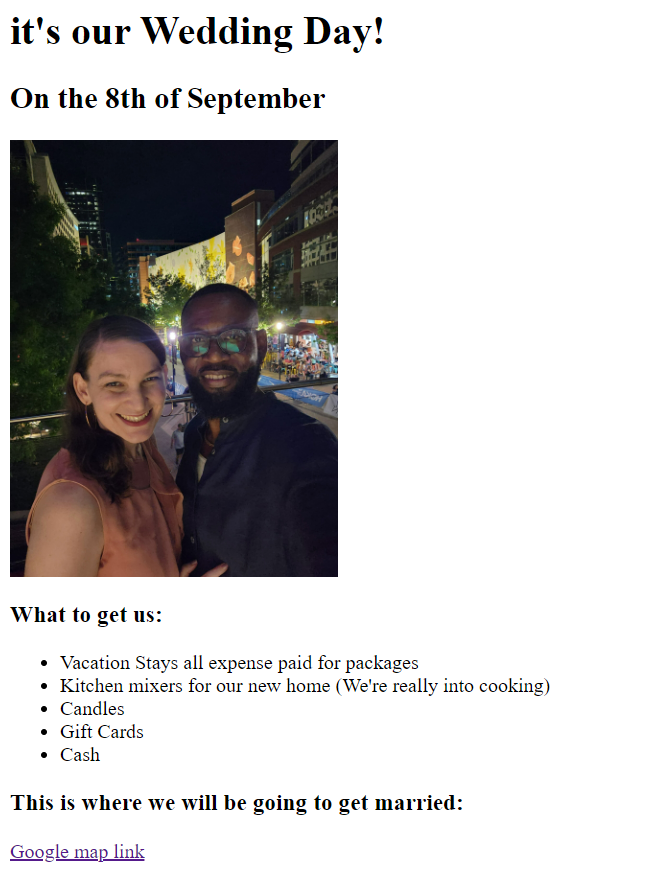 it's our Wedding Day!
On the 8th of September
What to get us:
Vacation Stays all expense paid for packages
Kitchen mixers for our new home (We're really into cooking)
Candles
Gift Cards
Cash
This is where we will be going to get married:
Google map link